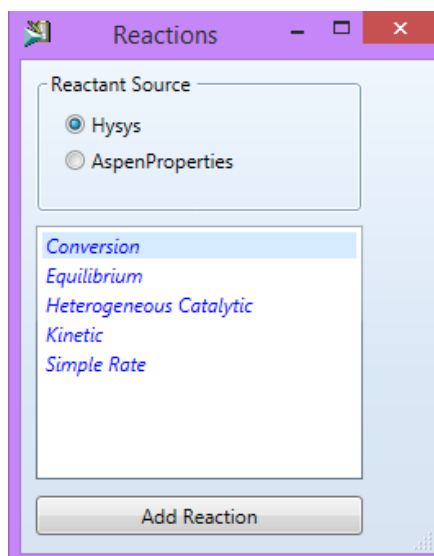 Reactions
Reactant Source
Hysys
AspenProperties
Conversion
Equilibrium
Heterogeneous Catalytic
Kinetic
Simple Rate
Add Reaction